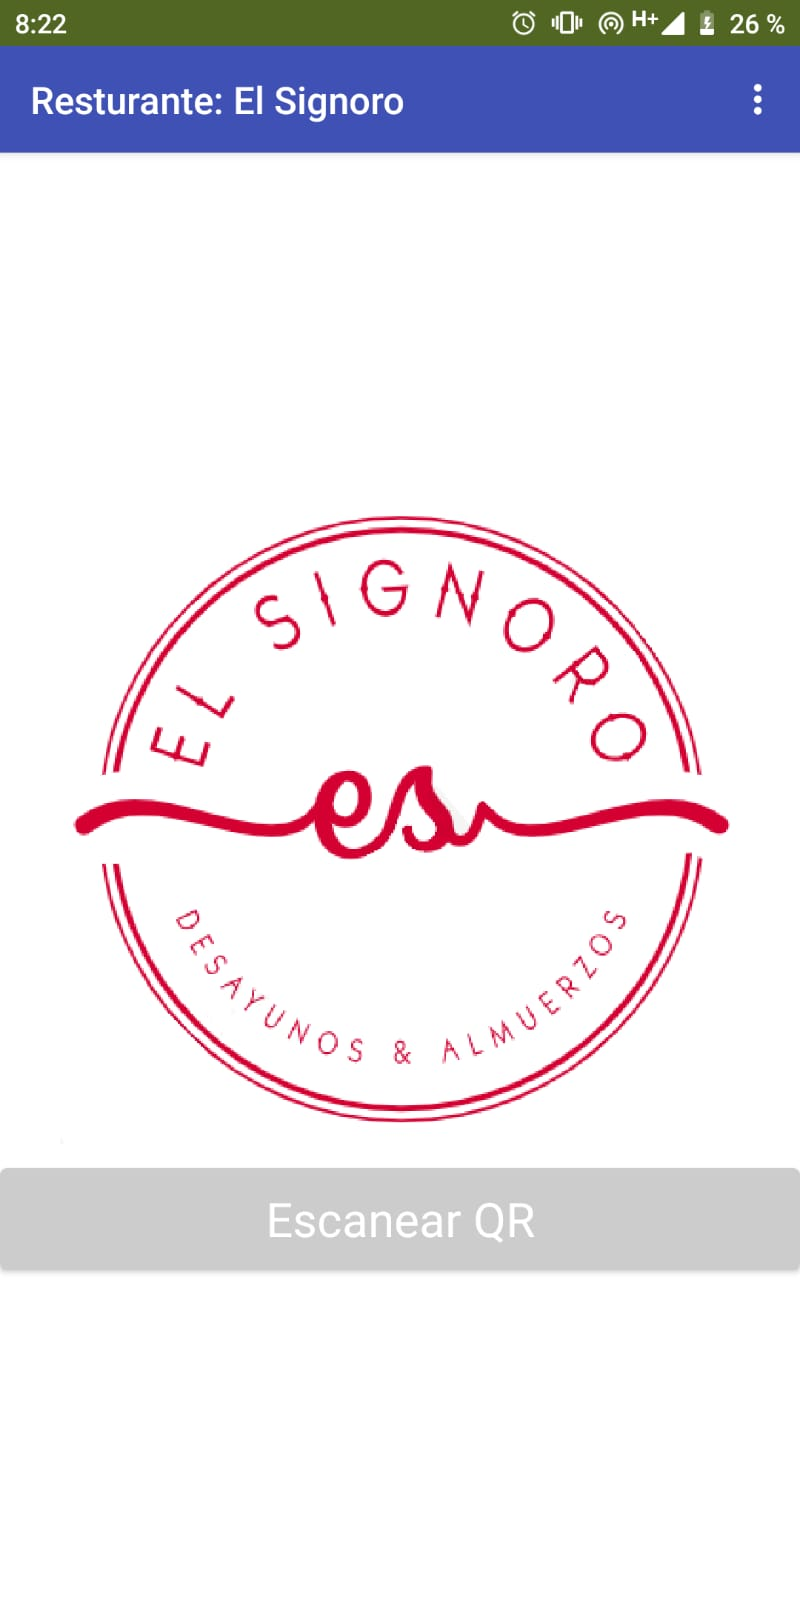 8:22 H+ 26 %
Resturante: El Signoro
EL SIGNORO
es
DESAYUNOS & ALMUERZOS
Escanear QR